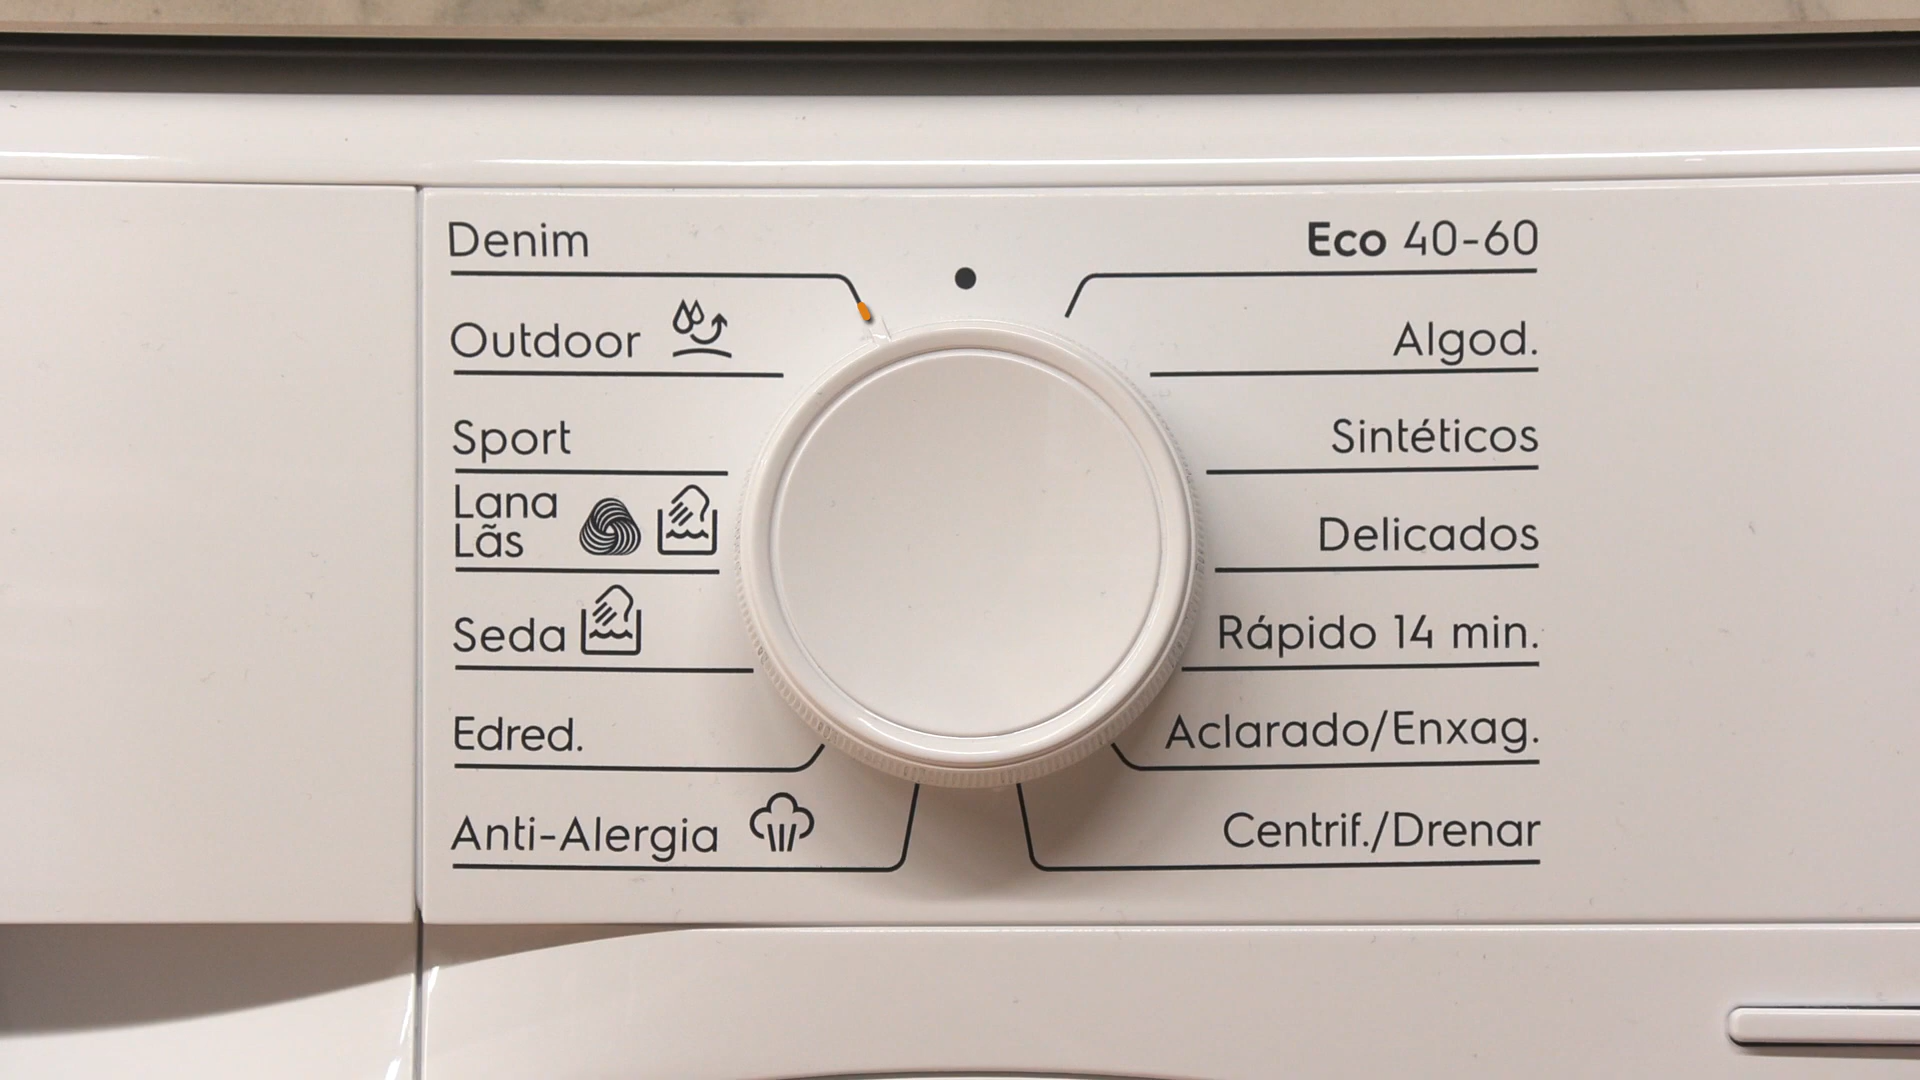 Denim
Outdoor
Sport
Lana
Lãs
Seda
Edred.
Anti-Alergia
Eco 40-60
Algod.
Sintéticos
Delicados
Rápido 14 min.
Aclarado/Enxag.
Centrif./Drenar